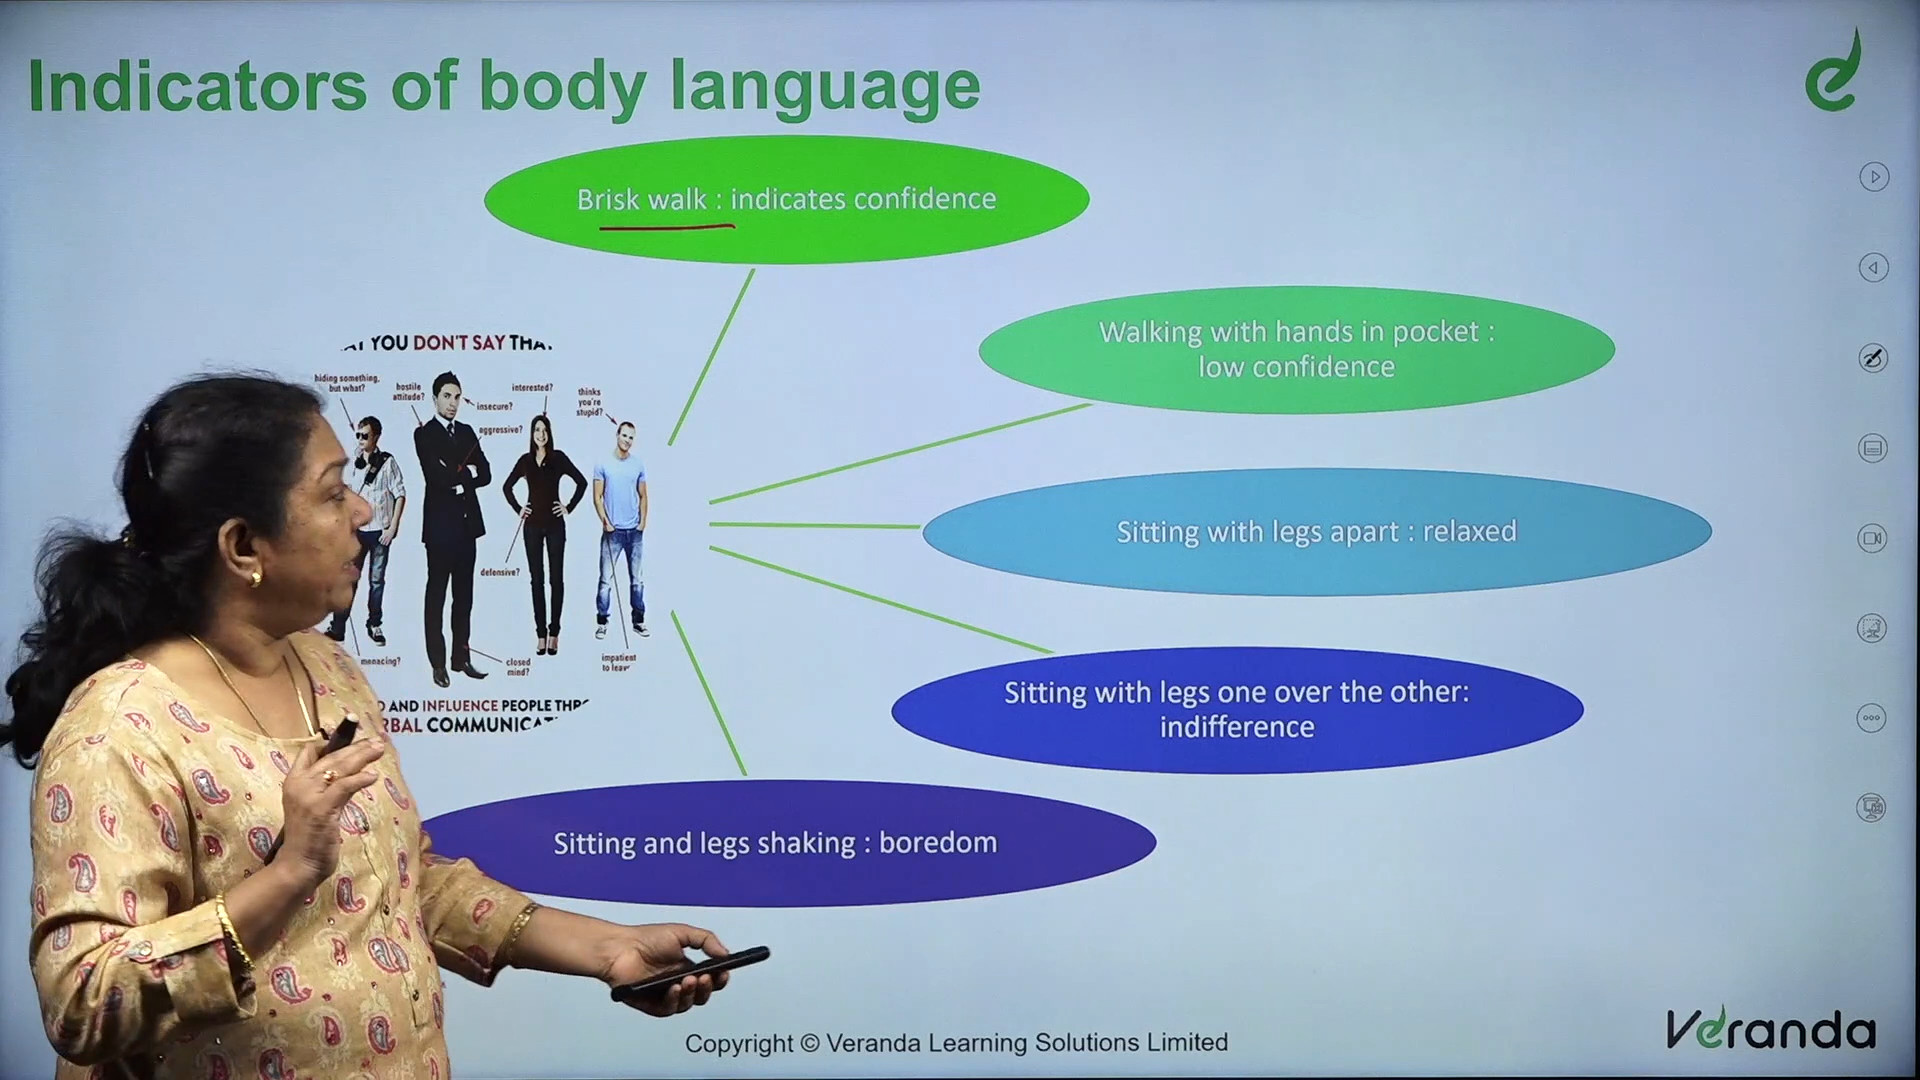 Indicators of body language
Brisk walk : indicates confidence
Walking with hands in pocket :
low confidence
Sitting with legs apart : relaxed
Sitting with legs one over the other:
indifference
Sitting and legs shaking : boredom
YOU DON'T SAY
hiding something,
but what?
hostile
attitude?
insecure?
aggressive?
interested?
thinks
you're
stupid?
defensive?
menacing?
closed
mind?
impatient
to leave
AND INFLUENCE PEOPLE
COMMUNICAT
Copyright © Veranda Learning Solutions Limited
Veranda